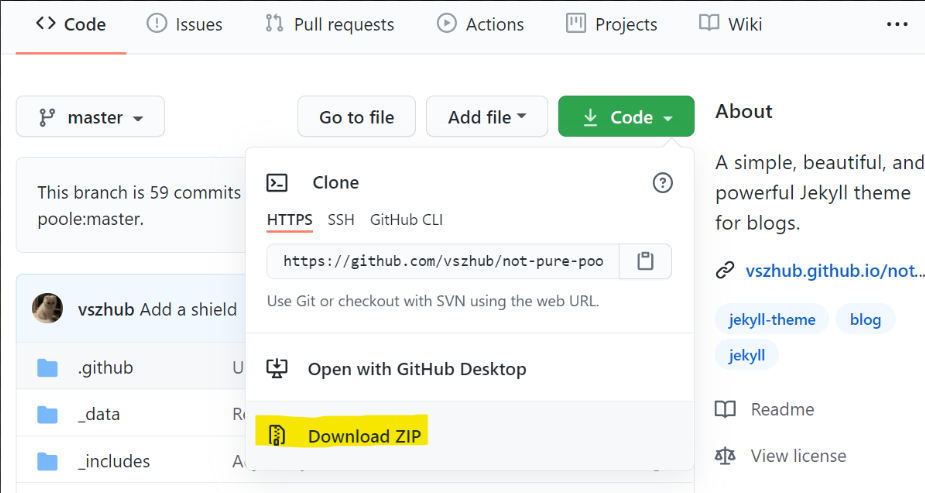 Code Issues Pull requests Actions Projects Wiki
master Go to file Add file Code
This branch is 59 commits
poole:master.
Clone
HTTPS SSH GitHub CLI
https://github.com/vszhub/not-pure-poo
Use Git or checkout with SVN using the web URL.
vszhub Add a shield
Open with GitHub Desktop
.github
_data
Download ZIP
_includes
About
A simple, beautiful, and
powerful Jekyll theme
for blogs.
vszhub.github.io/not...
jekyll-theme blog
jekyll
Readme
View license